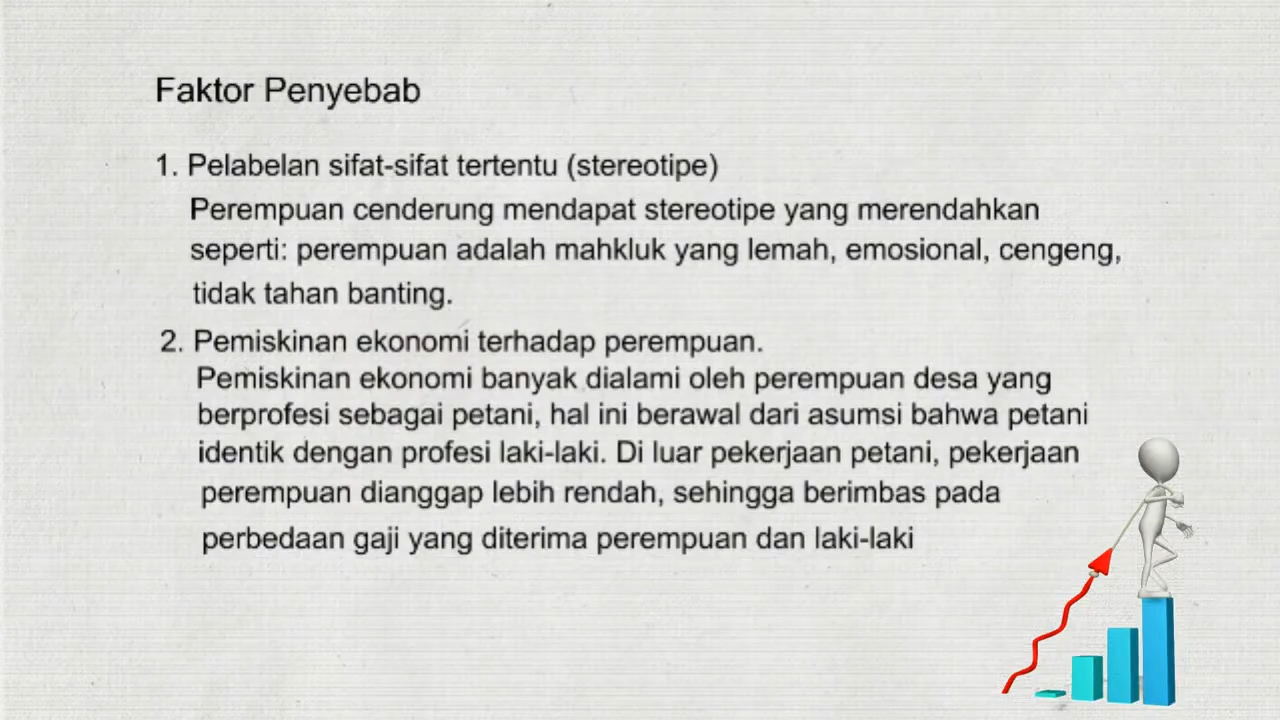 Faktor Penyebab
1. Pelabelan sifat-sifat tertentu (stereotipe)
Perempuan cenderung mendapat stereotipe yang merendahkan
seperti: perempuan adalah mahkluk yang lemah, emosional, cengeng,
tidak tahan banting.
2. Pemiskinan ekonomi terhadap perempuan.
Pemiskinan ekonomi banyak dialami oleh perempuan desa yang
berprofesi sebagai petani, hal ini berawal dari asumsi bahwa petani
identik dengan profesi laki-laki. Di luar pekerjaan petani, pekerjaan
perempuan dianggap lebih rendah, sehingga berimbas pada
perbedaan gaji yang diterima perempuan dan laki-laki